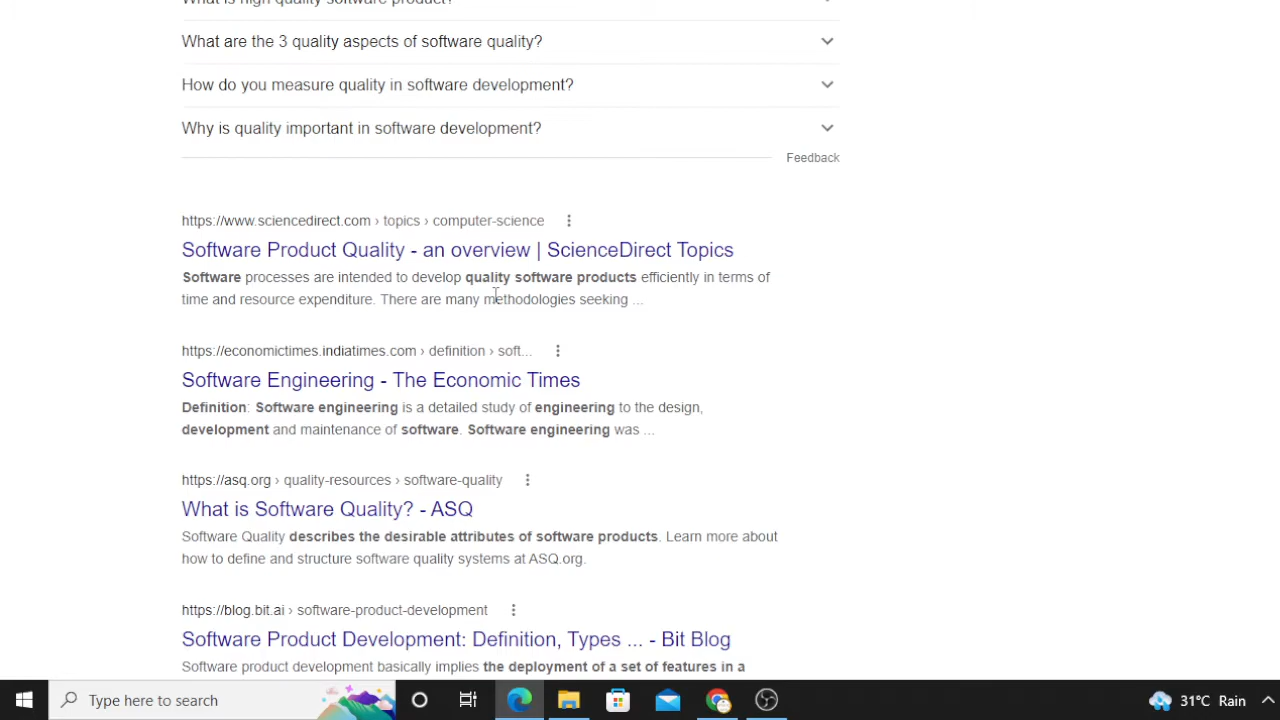 What is high quality software product?
What are the 3 quality aspects of software quality?
How do you measure quality in software development?
Why is quality important in software development?
Feedback
https://www.sciencedirect.com › topics › computer-science
Software Product Quality - an overview | ScienceDirect Topics
Software processes are intended to develop quality software products efficiently in terms of
time and resource expenditure. There are many methodologies seeking ...
https://economictimes.indiatimes.com › definition › soft...
Software Engineering - The Economic Times
Definition: Software engineering is a detailed study of engineering to the design,
development and maintenance of software. Software engineering was ...
https://asq.org › quality-resources › software-quality
What is Software Quality? - ASQ
Software Quality describes the desirable attributes of software products. Learn more about
how to define and structure software quality systems at ASQ.org.
https://blog.bit.ai › software-product-development
Software Product Development: Definition, Types ... - Bit Blog
Software product development basically implies the deployment of a set of features in a
Type here to search
31°C Rain